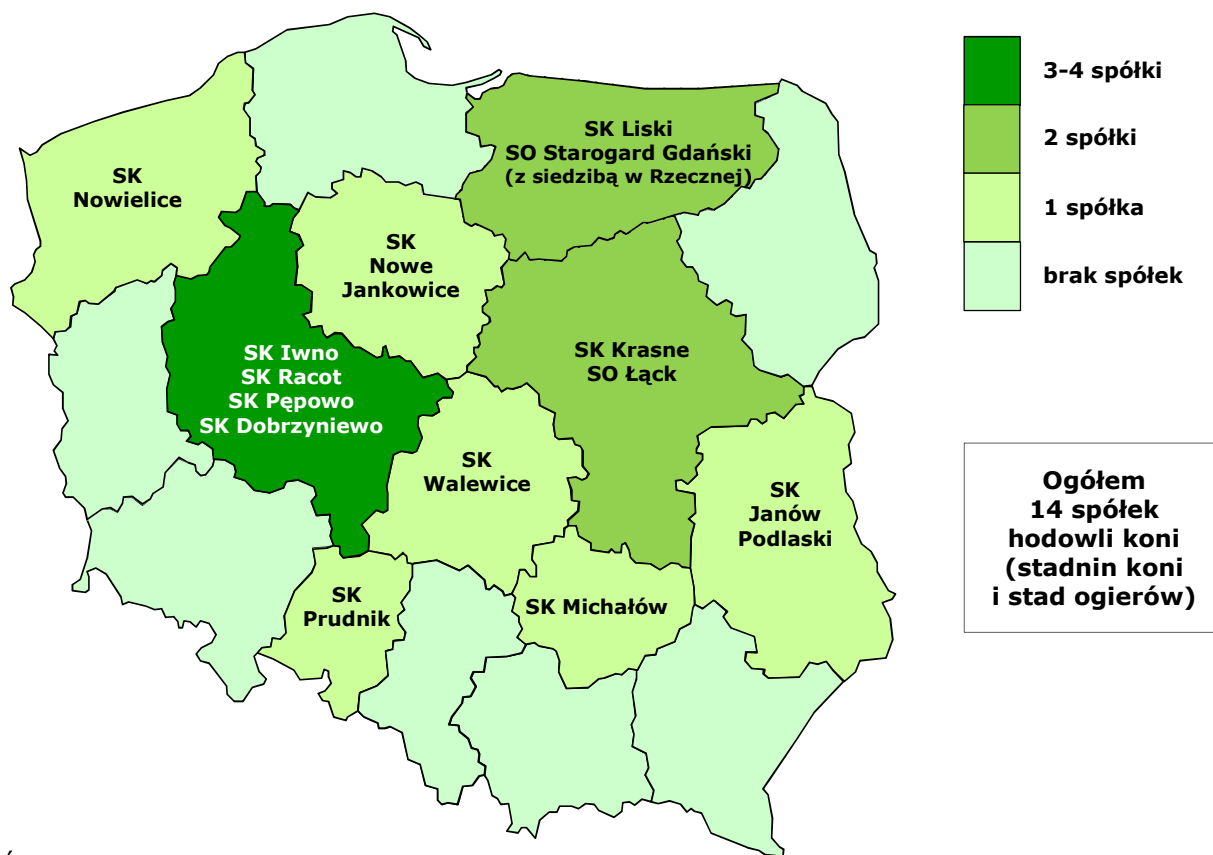 SK Liski
SO Starogard Gdański
(z siedzibą w Rzecznej)
SK
Nowielice
SK
Nowe
Jankowice
SK Iwno
SK Racot
SK Pępowo
SK Dobrzyniewo
SK Krasne
SO Łąck
SK
Walewice
SK
Janów
Podlaski
SK
Prudnik
SK Michałów
3-4 spółki
2 spółki
1 spółka
brak spółek
Ogółem
14 spółek
hodowli koni
(stadnin koni
i stad ogierów)